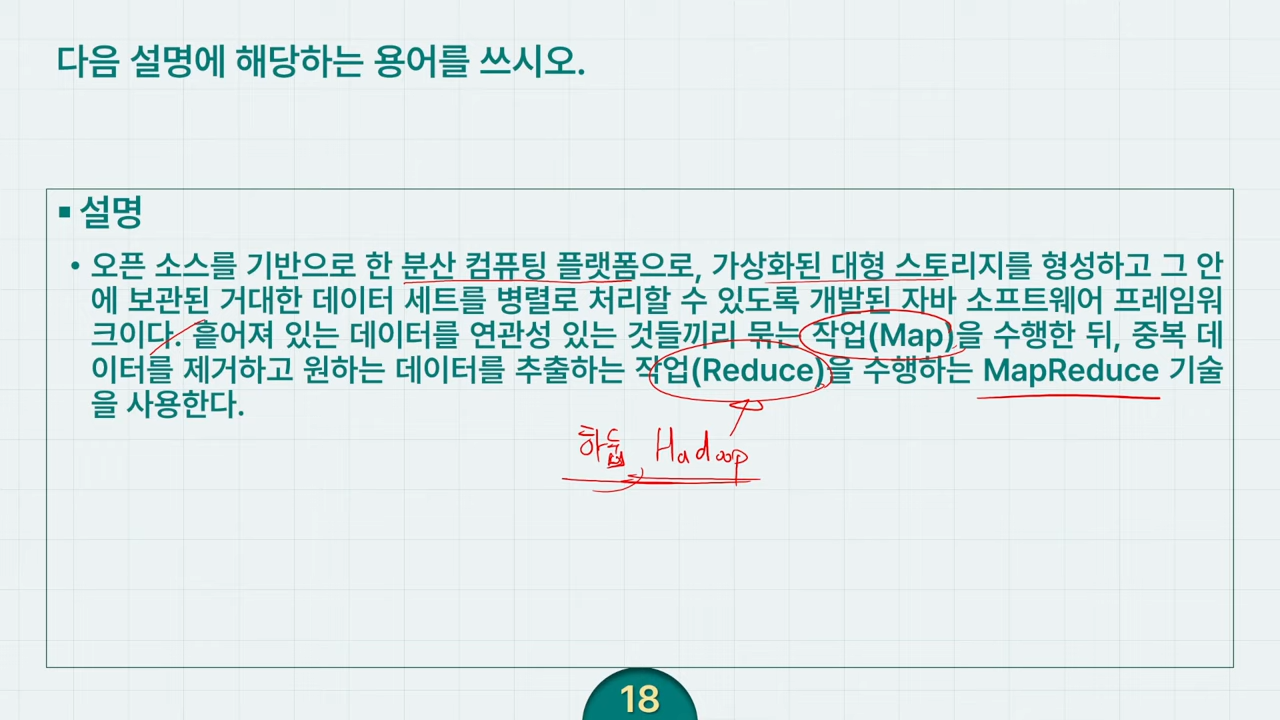 다음 설명에 해당하는 용어를 쓰시오.
▪ 설명
• 오픈 소스를 기반으로 한 분산 컴퓨팅 플랫폼으로, 가상화된 대형 스토리지를 형성하고 그 안
에 보관된 거대한 데이터 세트를 병렬로 처리할 수 있도록 개발된 자바 소프트웨어 프레임워
크이다. 흩어져 있는 데이터를 연관성 있는 것들끼리 묶는 작업(Map)을 수행한 뒤, 중복 데
이터를 제거하고 원하는 데이터를 추출하는 작업(Reduce)을 수행하는 MapReduce 기술
을 사용한다.
하둡 Hadoop
18